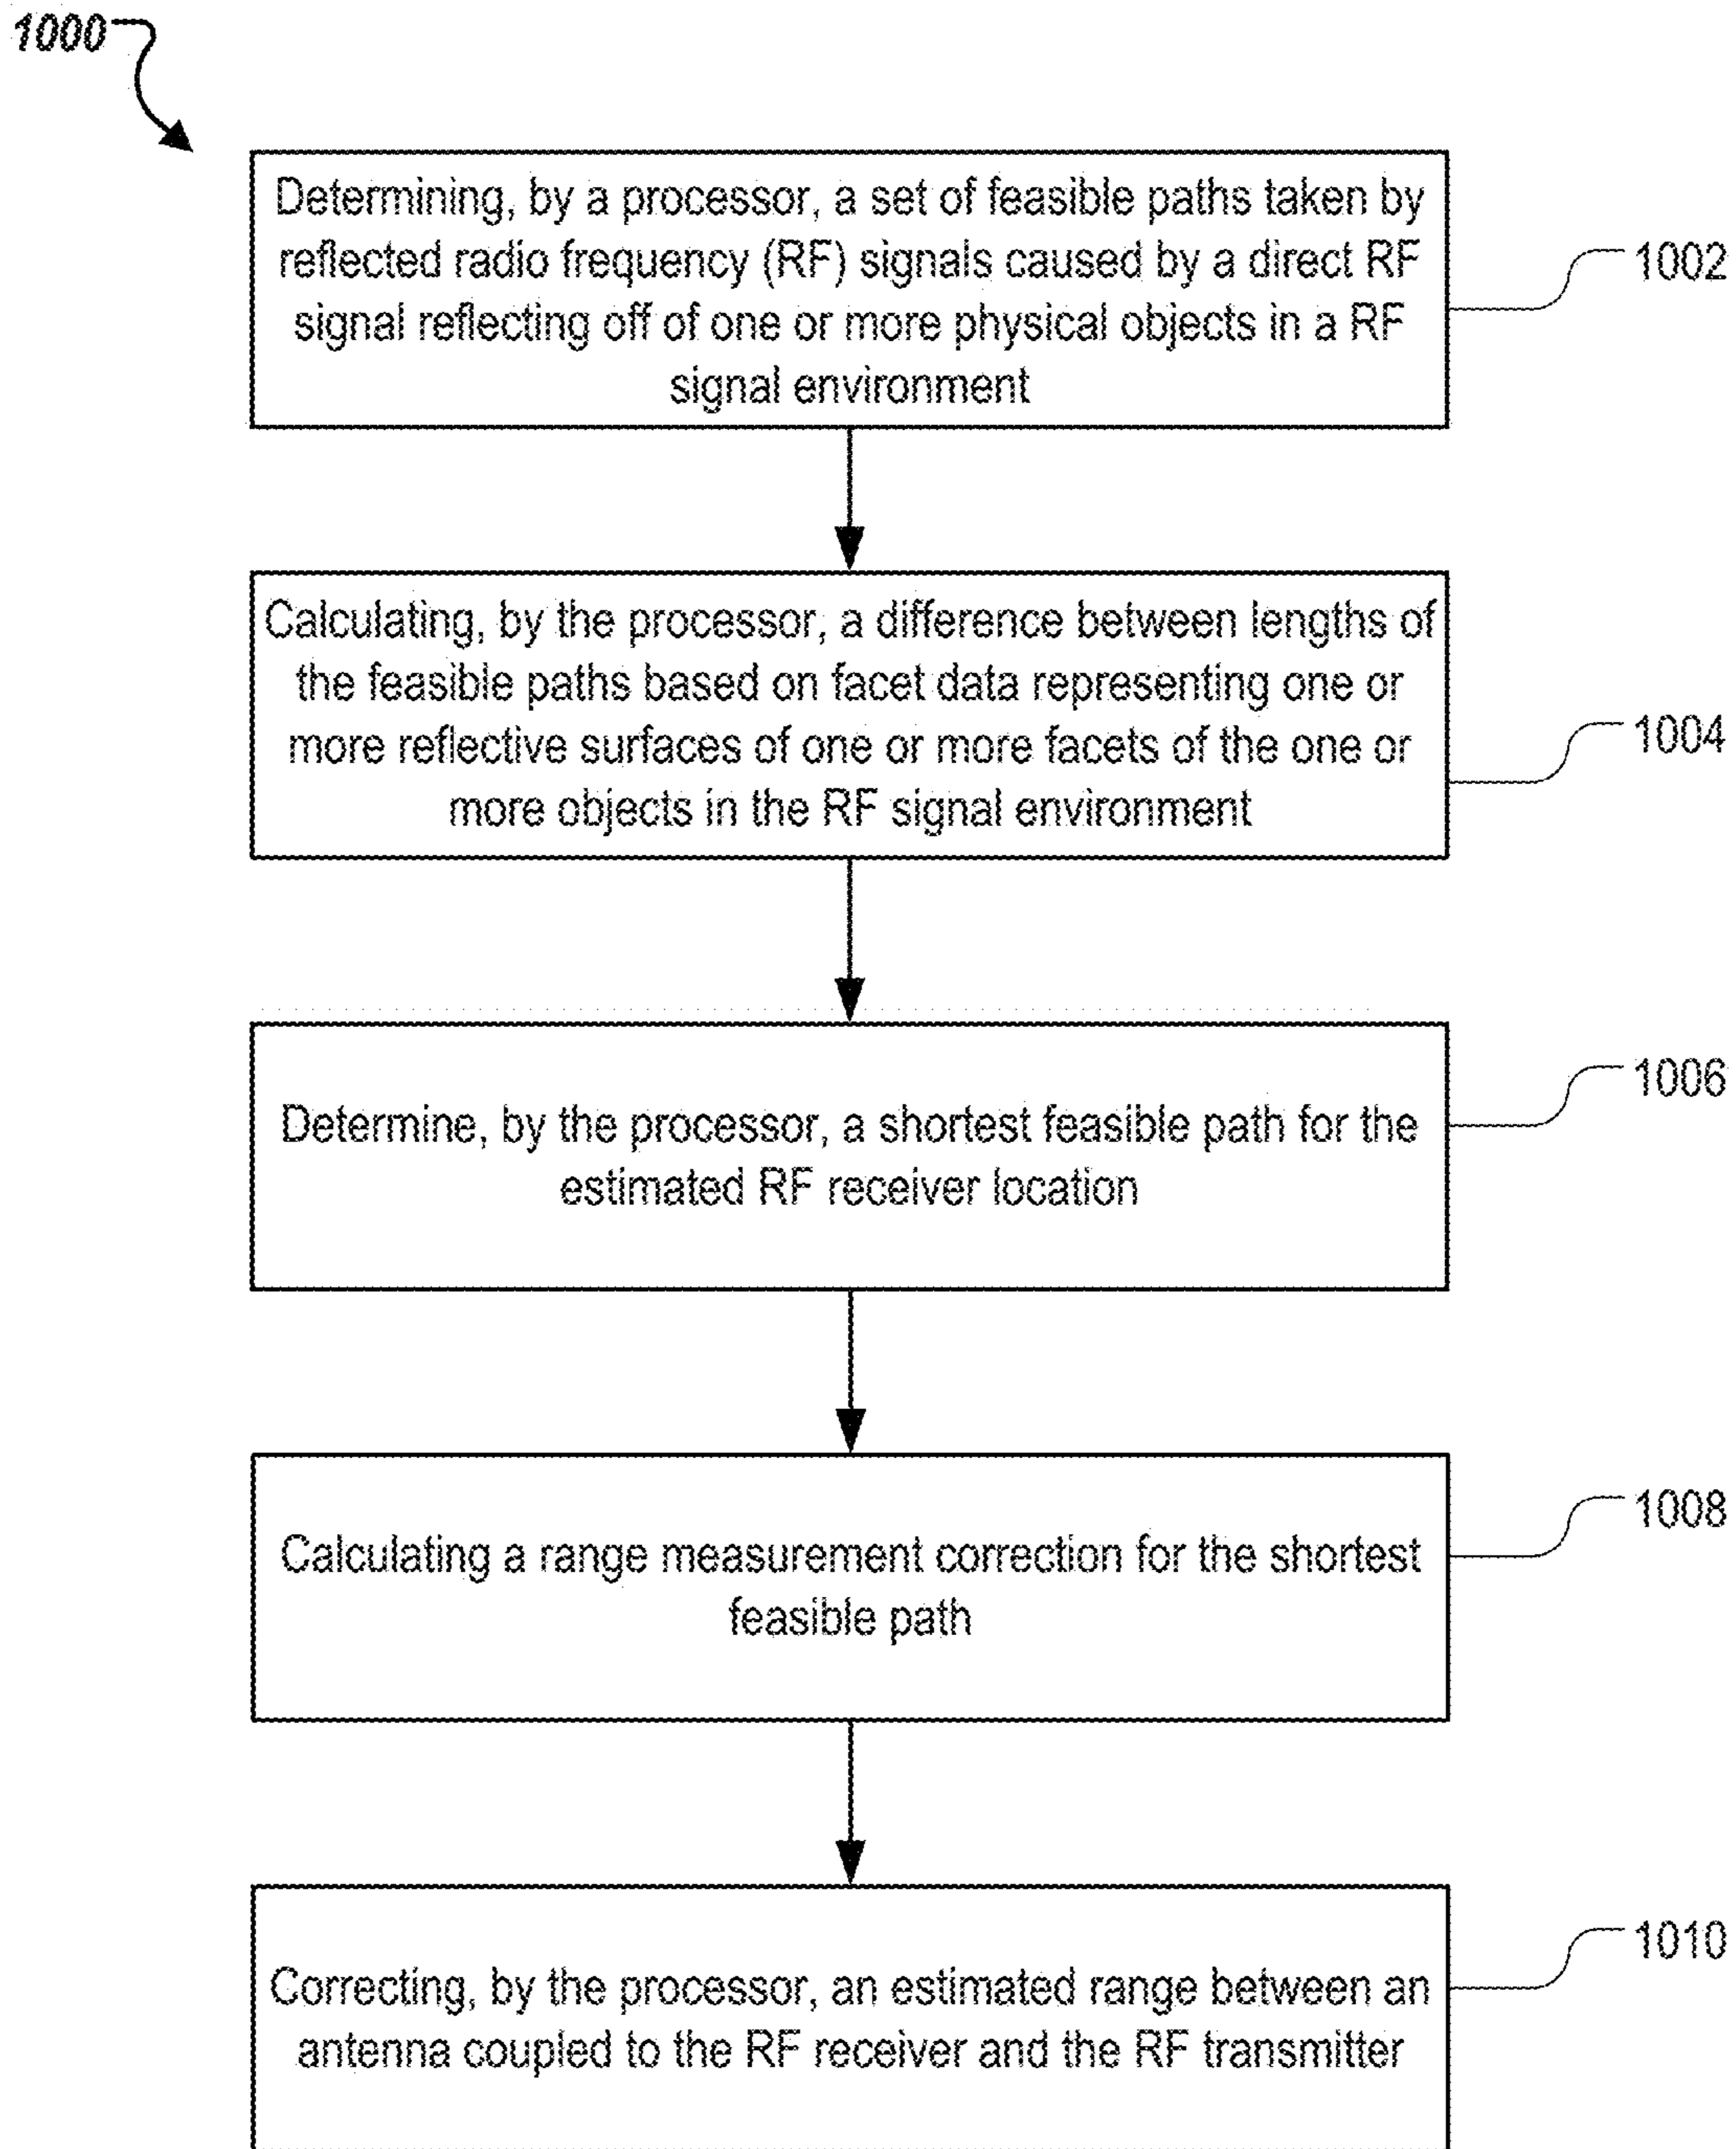 1000
Determining, by a processor, a set of feasible paths taken by
reflected radio frequency (RF) signals caused by a direct RF
signal reflecting off of one or more physical objects in a RF
signal environment
1002
Calculating, by the processor, a difference between lengths of
the feasible paths based on facet data representing one or
more reflective surfaces of one or more facets of the one or
more objects in the RF signal environment
1004
Determine, by the processor, a shortest feasible path for the
estimated RF receiver location
1006
Calculating a range measurement correction for the shortest
feasible path
1008
Correcting, by the processor, an estimated range between an
antenna coupled to the RF receiver and the RF transmitter
1010